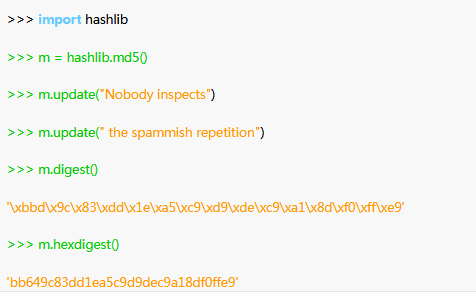 >>> import hashlib
>>> m = hashlib.md5()
>>> m.update("Nobody inspects")
>>> m.update(" the spammish repetition")
>>> m.digest()
'\xbbd\x9c\x83\xdd\x1e\xa5\xc9\xd9\xde\xc9\xa1\x8d\xf0\xff\xe9'
>>> m.hexdigest()
'bb649c83dd1ea5c9d9dec9a18df0ffe9'